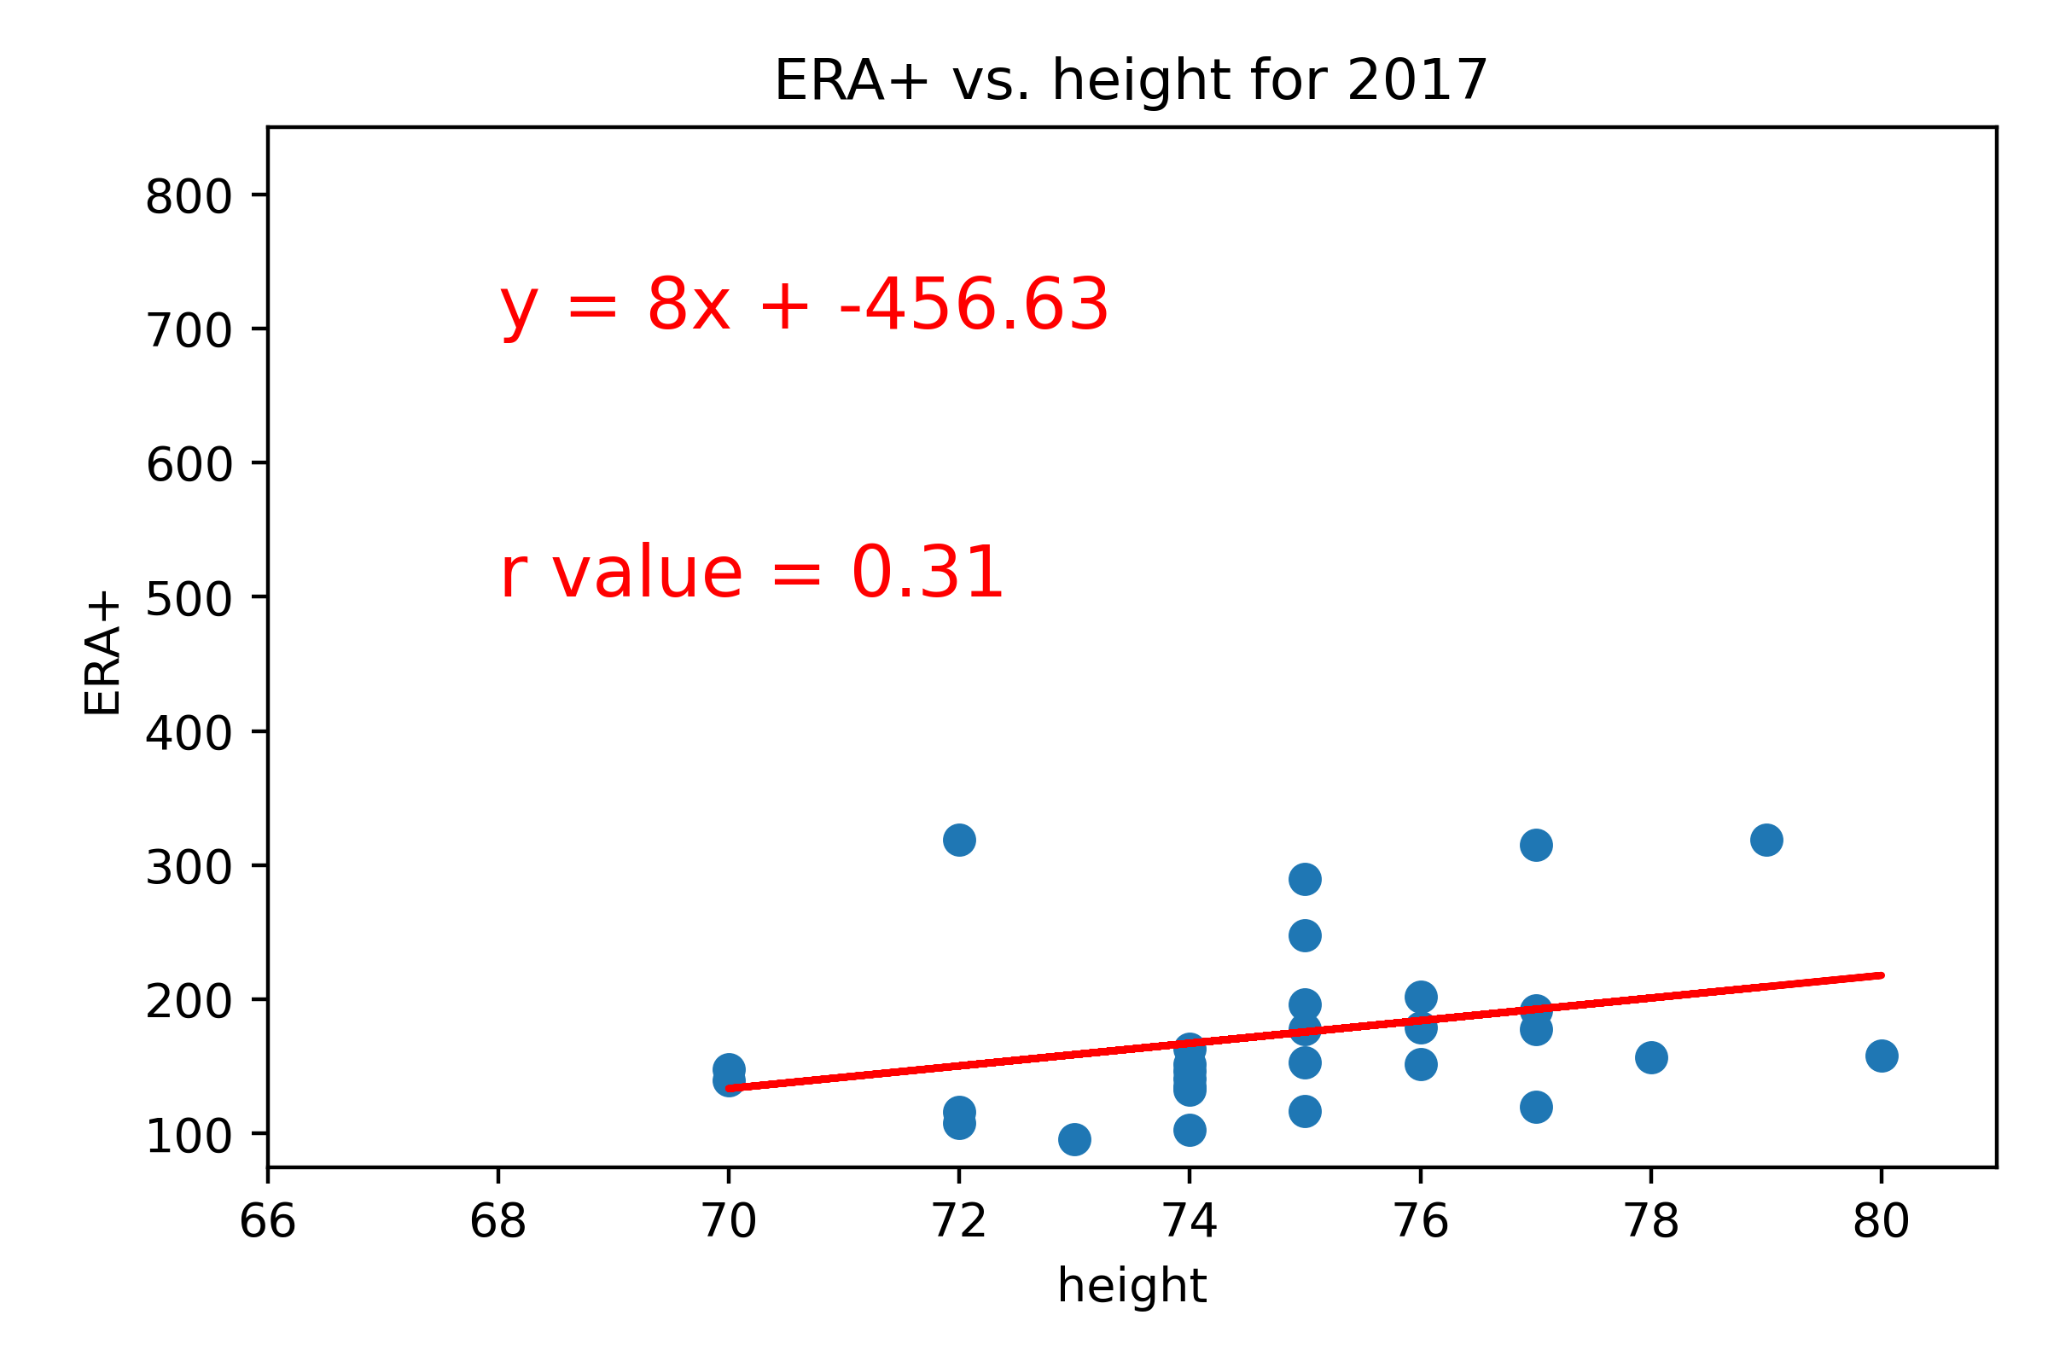 ERA+ vs. height for 2017
800
y = 8x + -456.63
700
600
r value = 0.31
500
ERA+
400
300
200
100
66 68 70 72 74 76 78 80
height